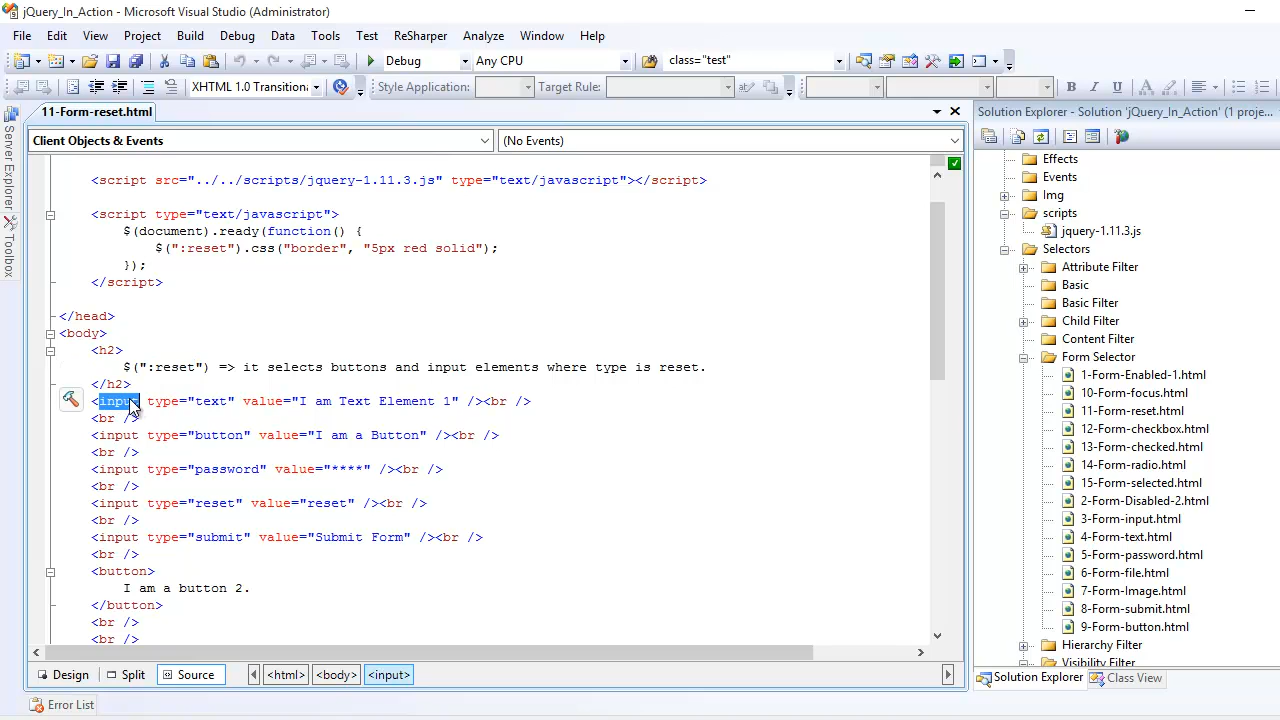 jQuery_In_Action - Microsoft Visual Studio (Administrator)
File Edit View Project Build Debug Data Tools Test ReSharper Analyze Window Help
Debug Any CPU class="test"
XHTML 1.0 Transition Style Application: Target Rule: B I U A
11-Form-reset.html
Solution Explorer - Solution 'jQuery_In_Action' (1 proje...
Client Objects & Events (No Events)
Server Explorer
Toolbox
<script src="../../scripts/jquery-1.11.3.js" type="text/javascript"></script>
<script type="text/javascript">
$(document).ready(function() {
$(":reset").css("border", "5px red solid");
});
</script>
</head>
<body>
<h2>
$(":reset") => it selects buttons and input elements where type is reset.
</h2>
<input type="text" value="I am Text Element 1" /><br />
<br />
<input type="button" value="I am a Button" /><br />
<br />
<input type="password" value="****" /><br />
<br />
<input type="reset" value="reset" /><br />
<br />
<input type="submit" value="Submit Form" /><br />
<br />
<button>
I am a button 2.
</button>
<br />
<br />
Effects
Events
Img
scripts
jquery-1.11.3.js
Selectors
Attribute Filter
Basic
Basic Filter
Child Filter
Content Filter
Form Selector
1-Form-Enabled-1.html
10-Form-focus.html
11-Form-reset.html
12-Form-checkbox.html
13-Form-checked.html
14-Form-radio.html
15-Form-selected.html
2-Form-Disabled-2.html
3-Form-input.html
4-Form-text.html
5-Form-password.html
6-Form-file.html
7-Form-Image.html
8-Form-submit.html
9-Form-button.html
Hierarchy Filter
Visibility Filter
Design Split Source <html> <body> <input>
Solution Explorer Class View
Error List